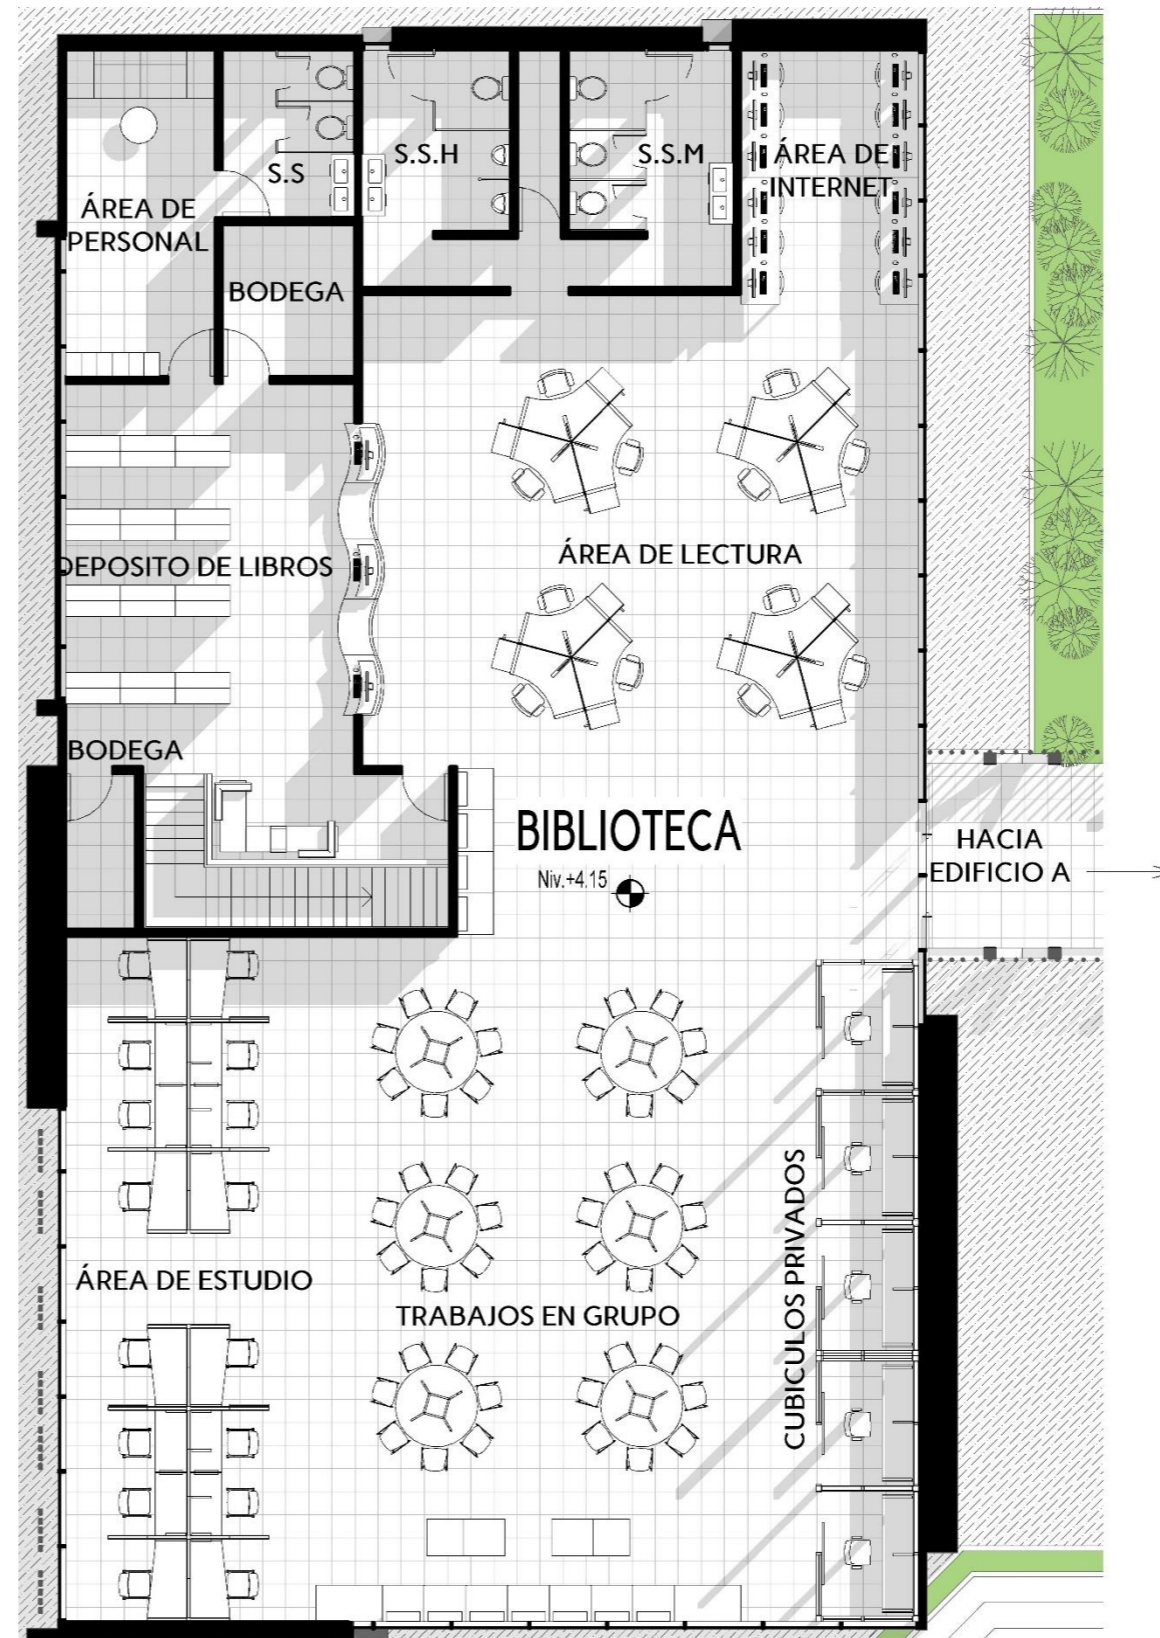 S.S
S.S.H
S.S.M
ÁREA DE
INTERNET
ÁREA DE
PERSONAL
BODEGA
DEPOSITO DE LIBROS
ÁREA DE LECTURA
BODEGA
BIBLIOTECA
Niv.+4.15
HACIA
EDIFICIO A
CUBICULOS PRIVADOS
ÁREA DE ESTUDIO
TRABAJOS EN GRUPO